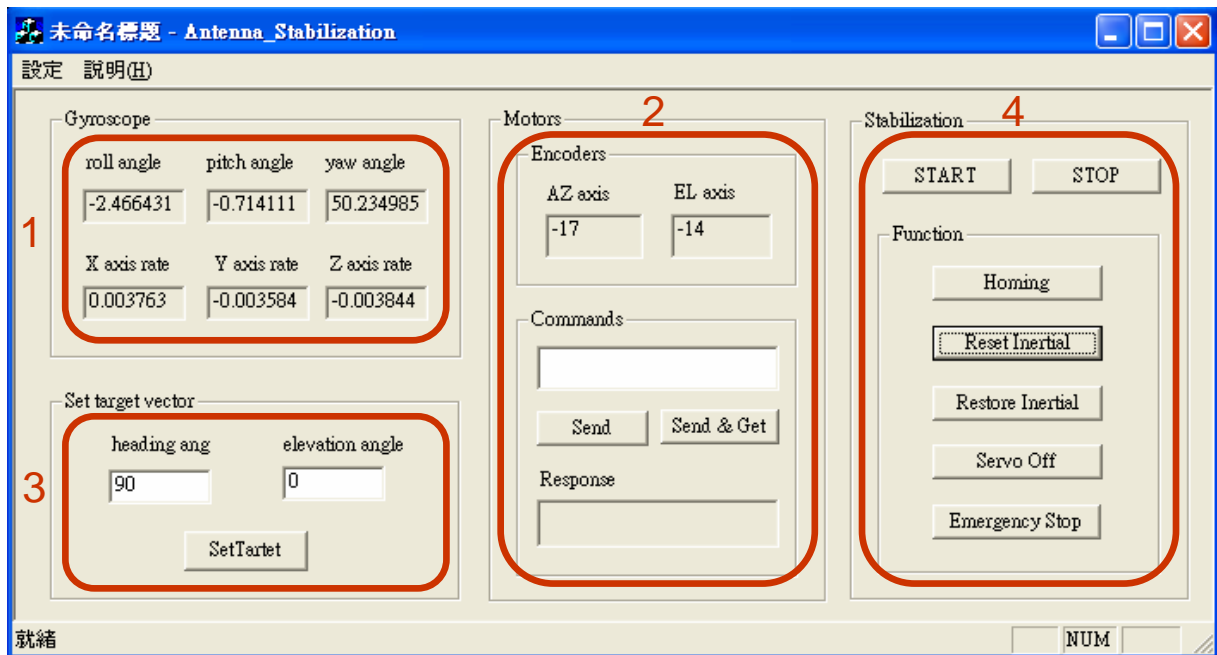 未命名標題 - Antenna_Stabilization
設定 說明(H)
Gyroscope
1
roll angle pitch angle yaw angle
-2.466431 -0.714111 50.234985
X axis rate Y axis rate Z axis rate
0.003763 -0.003584 -0.003844
Set target vector
3
heading ang elevation angle
90 0
SetTartet
Motors
2
Encoders
AZ axis EL axis
-17 -14
Commands
Send Send & Get
Response
Stabilization
4
START STOP
Function
Homing
Reset Inertial
Restore Inertial
Servo Off
Emergency Stop
就緒 NUM